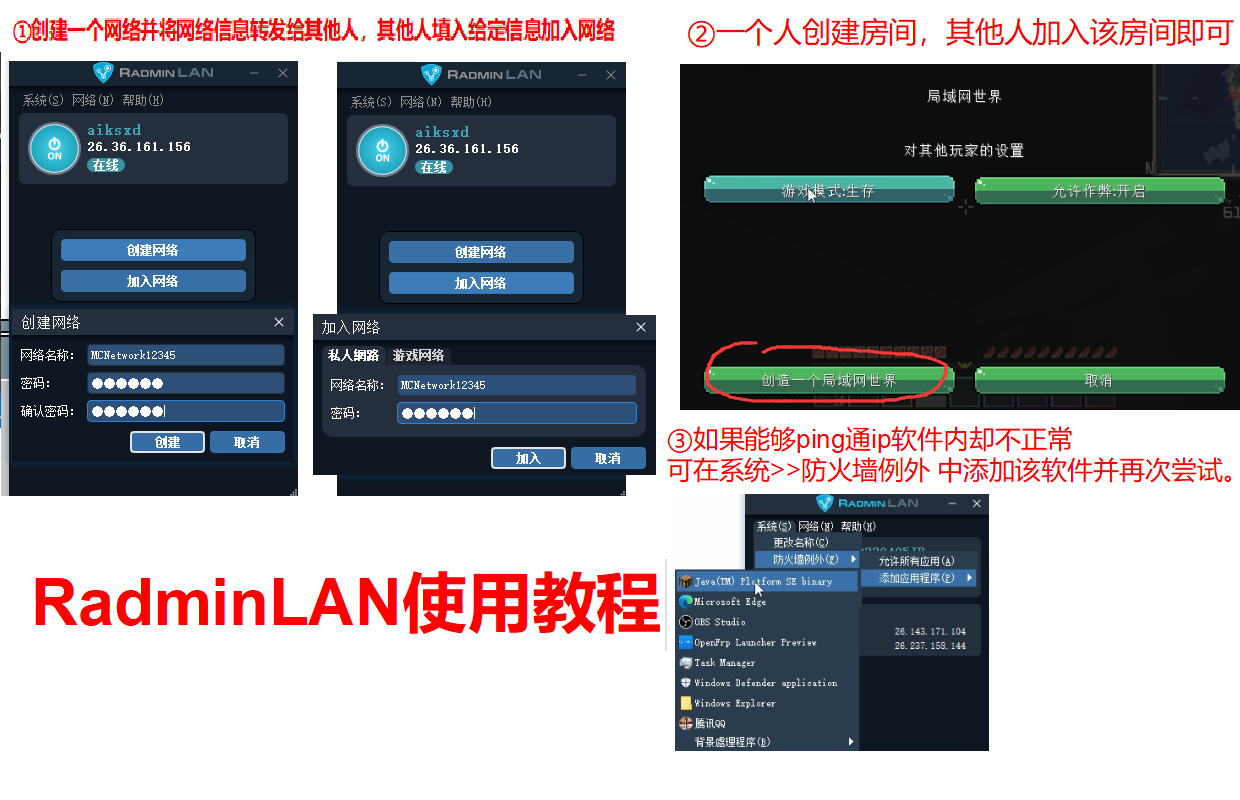 ①创建一个网络并将网络信息转发给其他人，其他人填入给定信息加入网络
RADMIN LAN
系统(S) 网络(N) 帮助(H)
aiksxd
26.36.161.156
ON
在线
创建网络
加入网络
创建网络
网络名称：
MCNetwork12345
密码：
●●●●●●
确认密码：
●●●●●●
创建
取消
RADMIN LAN
系统(S) 网络(N) 帮助(H)
aiksxd
26.36.161.156
ON
在线
创建网络
加入网络
加入网络
私人網路 游戏网络
网络名称：
MCNetwork12345
密码：
●●●●●●
加入
取消
②一个人创建房间，其他人加入该房间即可
局域网世界
对其他玩家的设置
N
游戏模式:生存
允许作弊:开启
61
创造一个局域网世界
取消
③如果能够ping通ip软件内却不正常
可在系统>>防火墙例外 中添加该软件并再次尝试。
RADMIN LAN
系统(S) 网络(N) 帮助(H)
更改名称(C)
防火墙例外(F)
允许所有应用(A)
添加应用程序(P)
Java(TM) Platform SE binary
Microsoft Edge
OBS Studio
OpenFrp Launcher Preview
Task Manager
Windows Defender application
Windows Explorer
腾讯QQ
背景處理程序(B)
26.143.171.104
26.237.158.144
RadminLAN使用教程